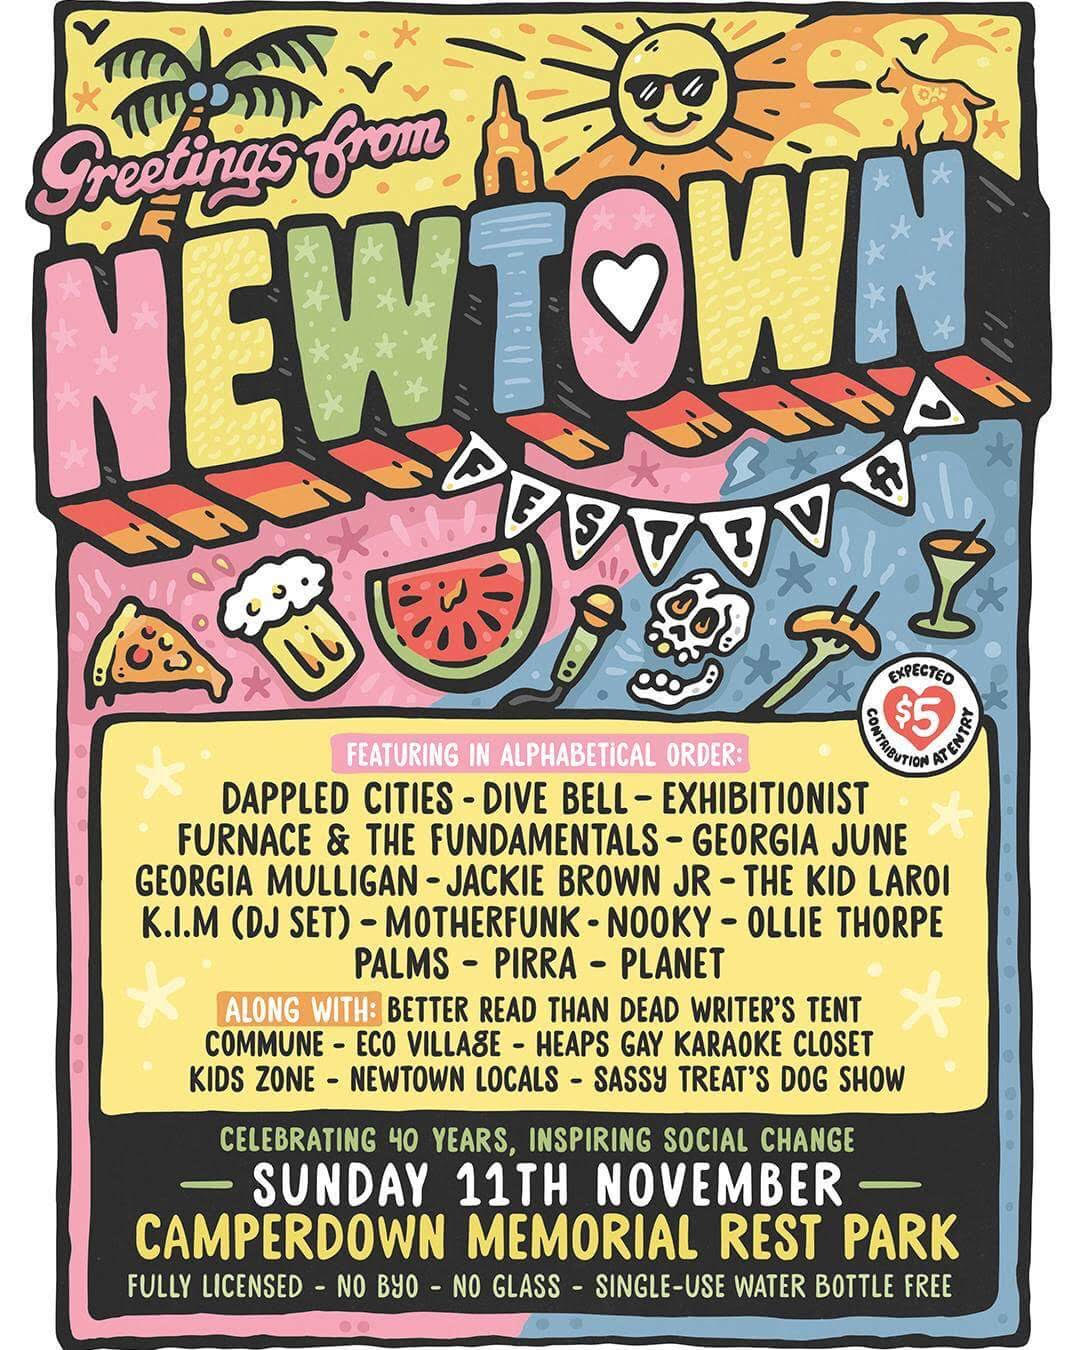 Greetings from
NEWTOWN
FESTIVAL
EXPECTED
$5
CONTRIBUTION AT ENTRY
FEATURING IN ALPHABETICAL ORDER:
DAPPLED CITIES - DIVE BELL - EXHIBITIONIST
FURNACE & THE FUNDAMENTALS - GEORGIA JUNE
GEORGIA MULLIGAN - JACKIE BROWN JR - THE KID LAROI
K.I.M (DJ SET) - MOTHERFUNK - NOOKY - OLLIE THORPE
PALMS - PIRRA - PLANET
ALONG WITH: BETTER READ THAN DEAD WRITER'S TENT
COMMUNE - ECO VILLAGE - HEAPS GAY KARAOKE CLOSET
KIDS ZONE - NEWTOWN LOCALS - SASSY TREAT'S DOG SHOW
CELEBRATING 40 YEARS, INSPIRING SOCIAL CHANGE
— SUNDAY 11TH NOVEMBER —
CAMPERDOWN MEMORIAL REST PARK
FULLY LICENSED - NO BYO - NO GLASS - SINGLE-USE WATER BOTTLE FREE